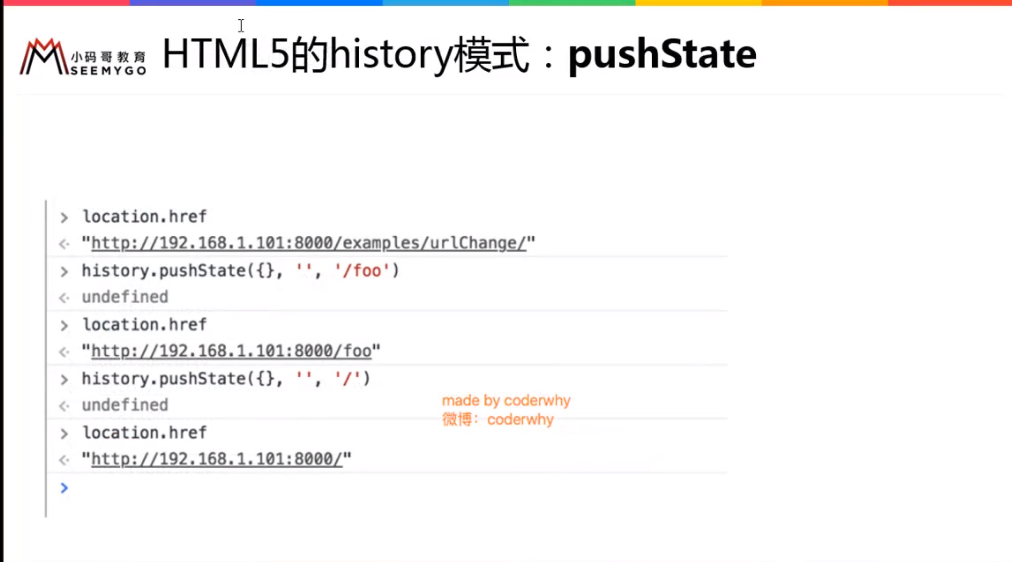 小码哥教育
SEEMYGO
HTML5的history模式：pushState
> location.href
<· "http://192.168.1.101:8000/examples/urlChange/"
> history.pushState({}, '', '/foo')
<· undefined
> location.href
<· "http://192.168.1.101:8000/foo"
> history.pushState({}, '', '/')
<· undefined
> location.href
<· "http://192.168.1.101:8000/"
>
made by coderwhy
微博：coderwhy